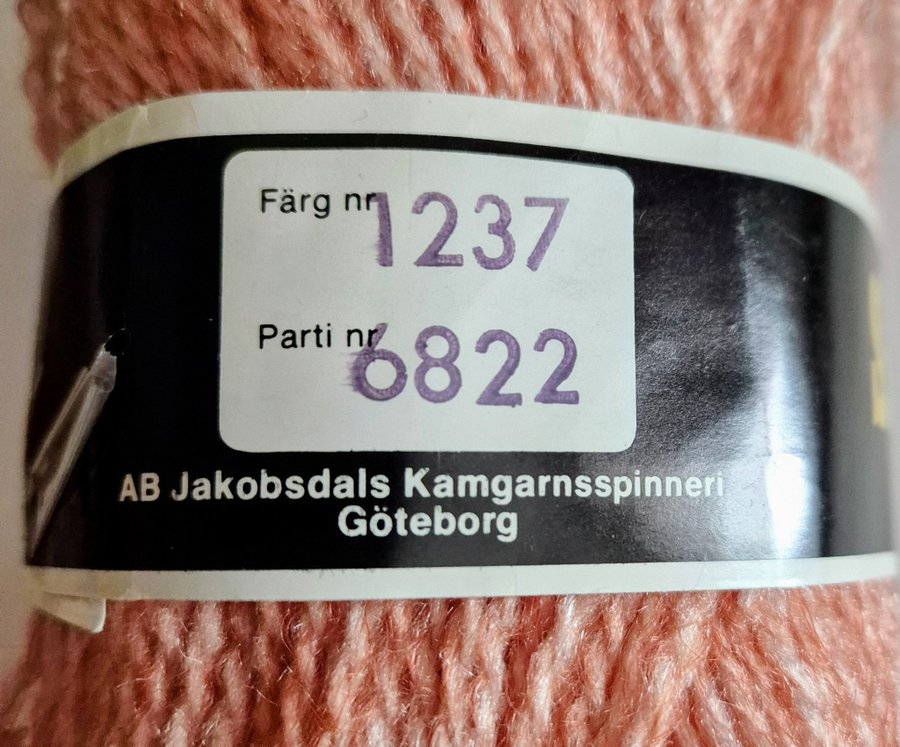 Färg nr 1237
Parti nr 6822
AB Jakobsdals Kamgarnsspinneri
Göteborg